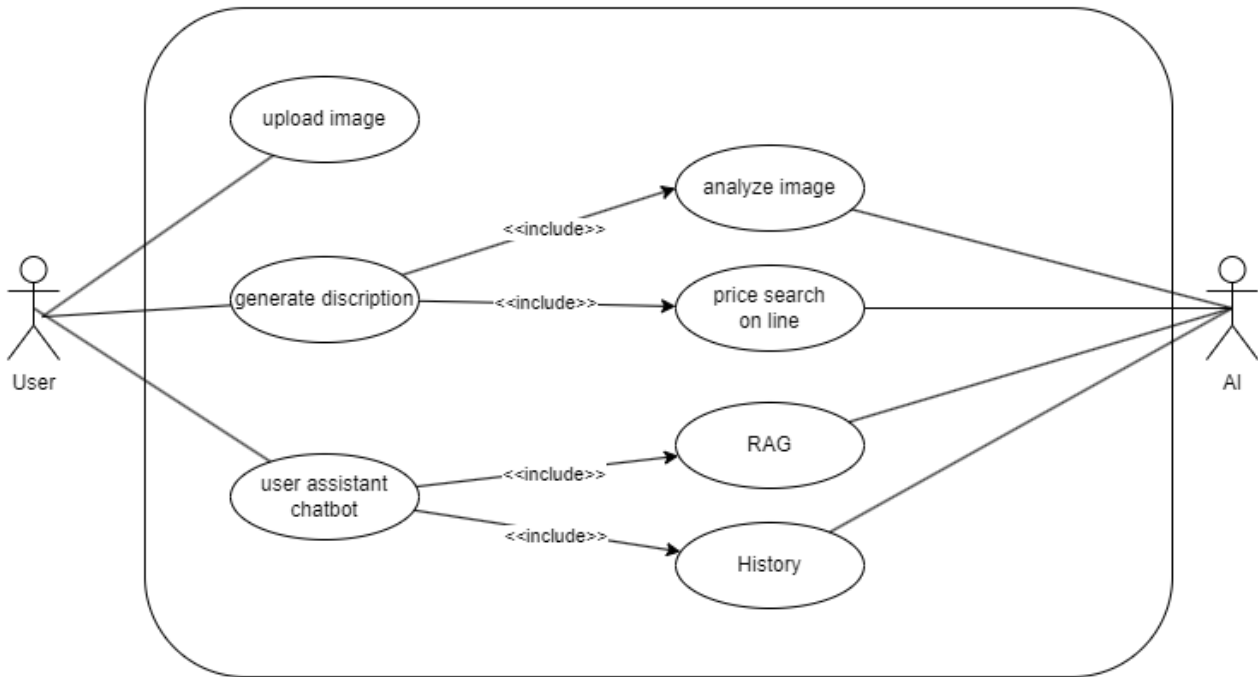 upload image
analyze image
<<include>>
generate discription
<<include>>
price search
on line
User
AI
RAG
<<include>>
user assistant
chatbot
<<include>>
History